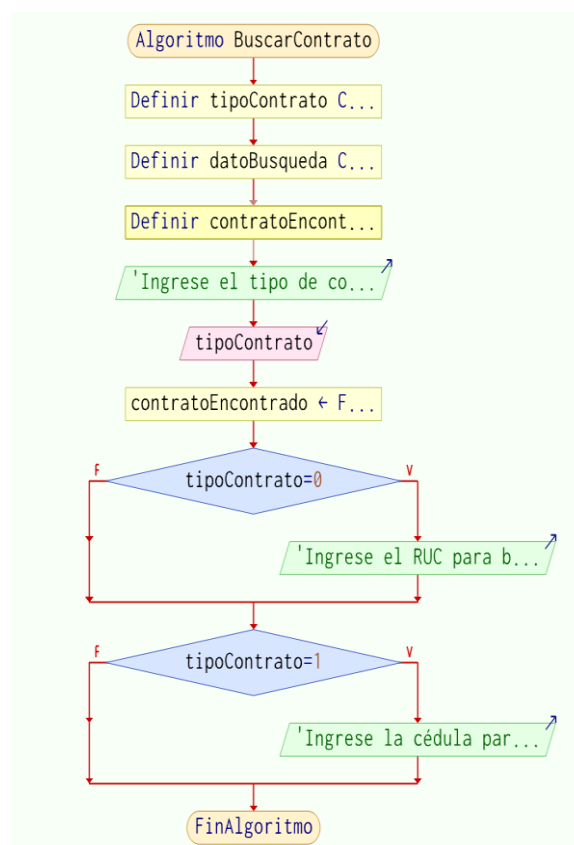 Algoritmo BuscarContrato
Definir tipoContrato C...
Definir datoBusqueda C...
Definir contratoEncont...
'Ingrese el tipo de co...
tipoContrato
contratoEncontrado ← F...
F
tipoContrato=0
V
'Ingrese el RUC para b...
F
tipoContrato=1
V
'Ingrese la cédula par...
FinAlgoritmo